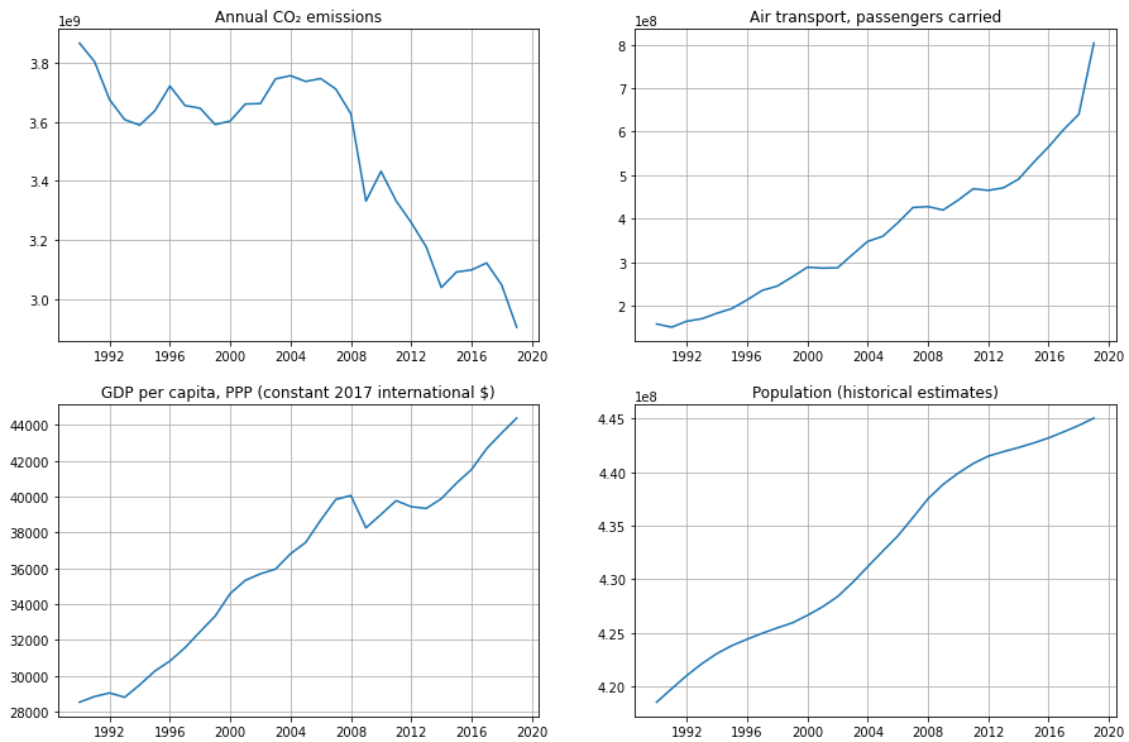 Annual CO₂ emissions
1e9
3.8
3.6
3.4
3.2
3.0
1992 1996 2000 2004 2008 2012 2016 2020
Air transport, passengers carried
1e8
8
7
6
5
4
3
2
1992 1996 2000 2004 2008 2012 2016 2020
GDP per capita, PPP (constant 2017 international $)
44000
42000
40000
38000
36000
34000
32000
30000
28000
1992 1996 2000 2004 2008 2012 2016 2020
Population (historical estimates)
1e8
4.45
4.40
4.35
4.30
4.25
4.20
1992 1996 2000 2004 2008 2012 2016 2020